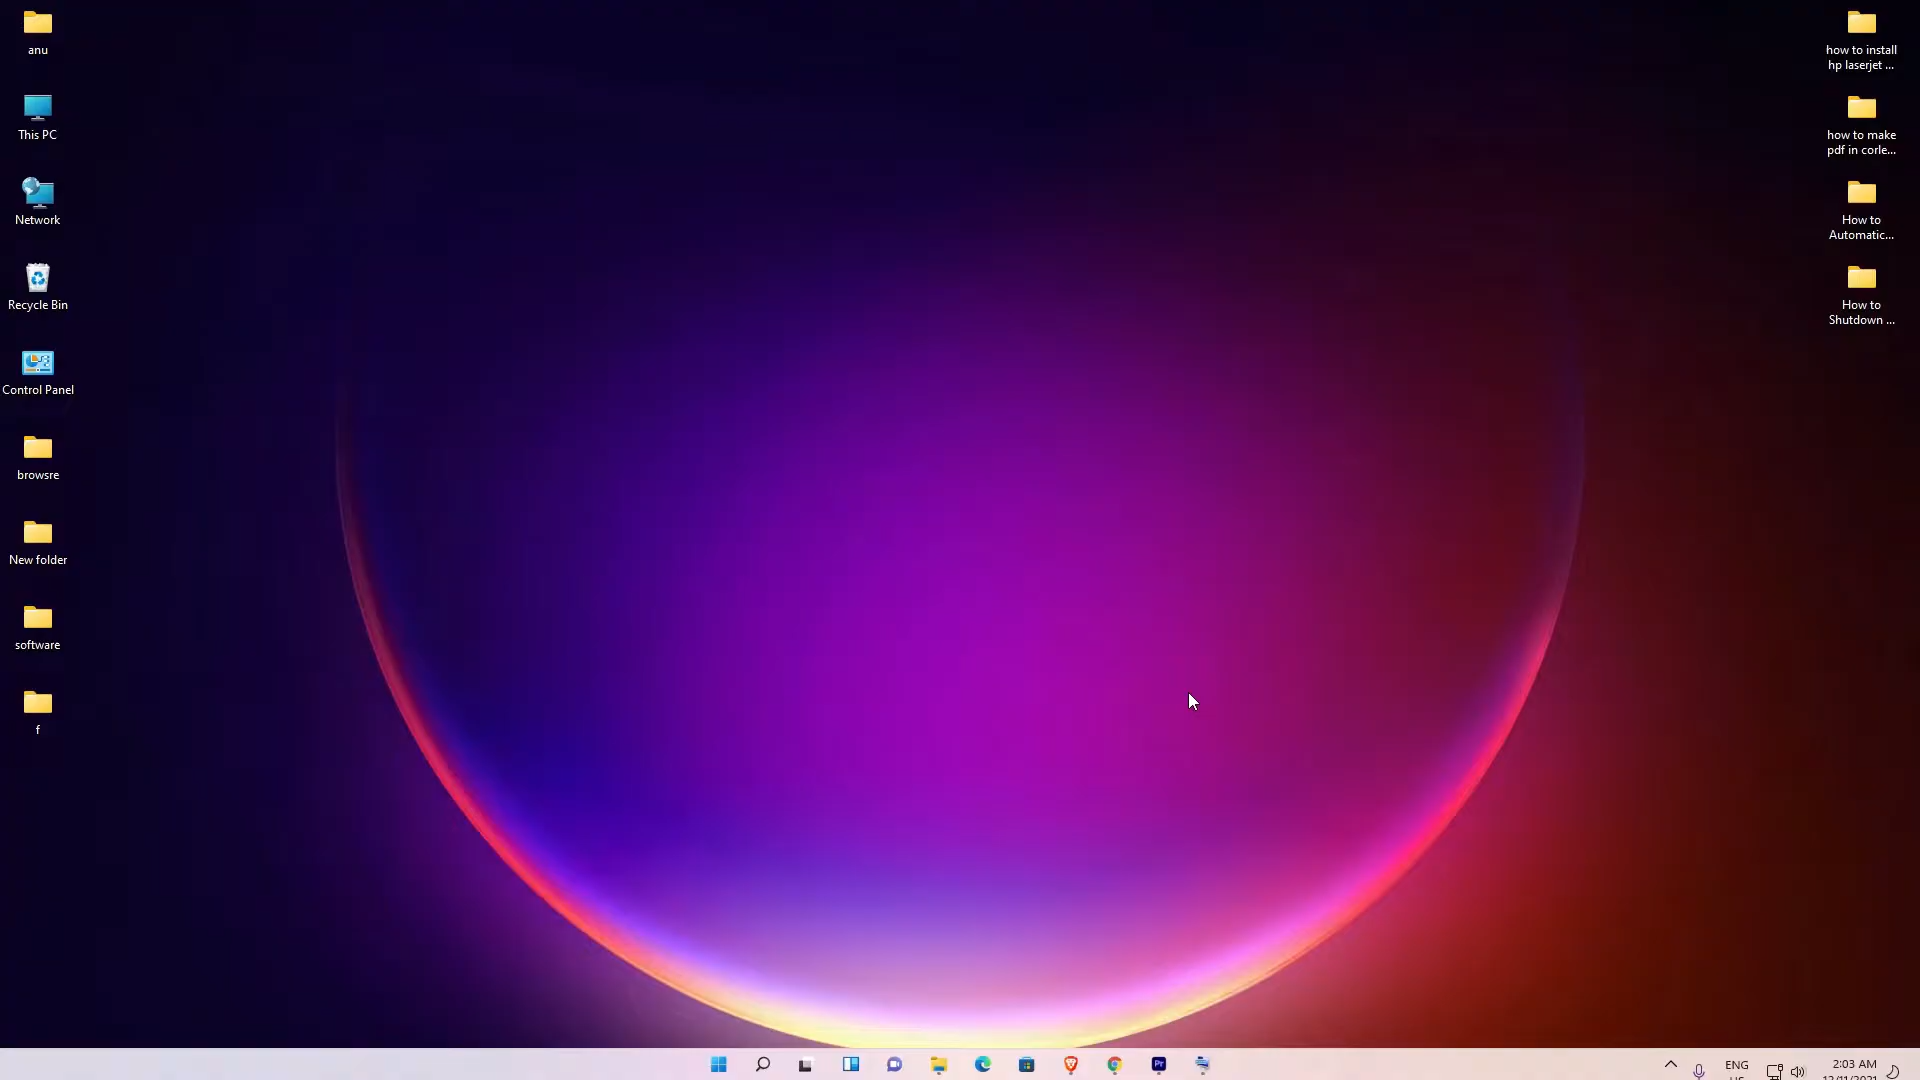 anu
This PC
Network
Recycle Bin
Control Panel
browsre
New folder
software
f
how to install
hp laserjet ...
how to make
pdf in corle...
How to
Automatic...
How to
Shutdown ...
Pr
ENG
2:03 AM